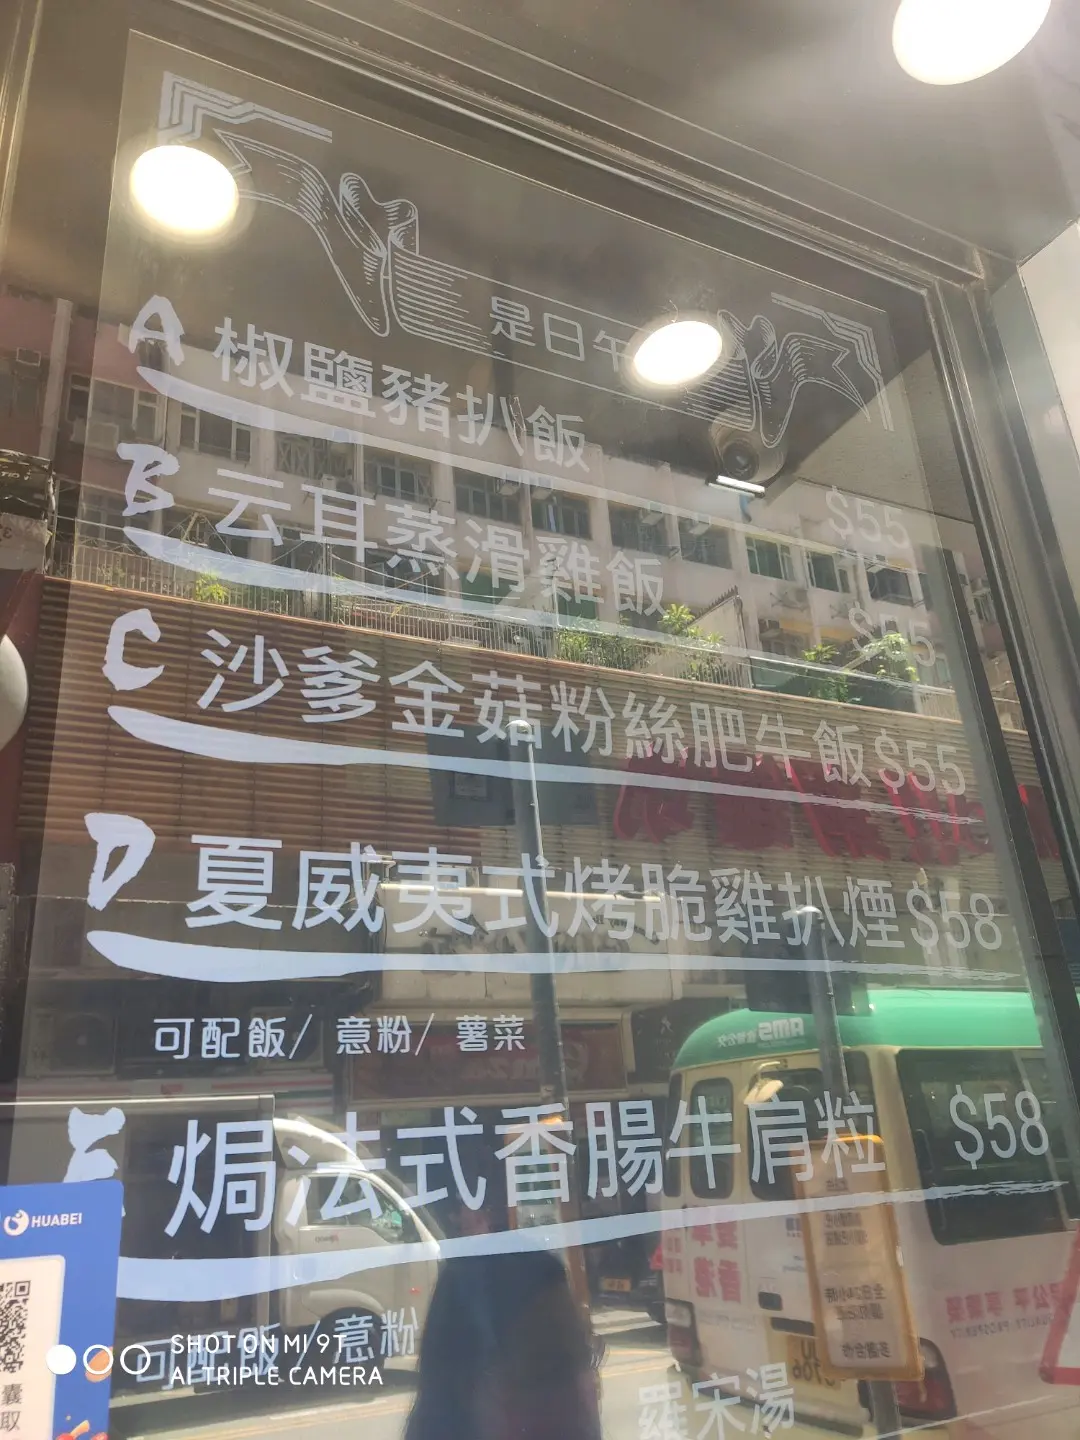 是日午
A 椒鹽豬扒飯 $55
B 云耳蒸滑雞飯 $55
C 沙爹金菇粉絲肥牛飯 $55
D 夏威夷式烤脆雞扒煙 $58
可配飯/ 意粉/ 薯菜
E 焗法式香腸牛肩粒 $58
可配飯/意粉
羅宋湯
HUABEI
囊
取
SHOT ON MI 9T
AI TRIPLE CAMERA